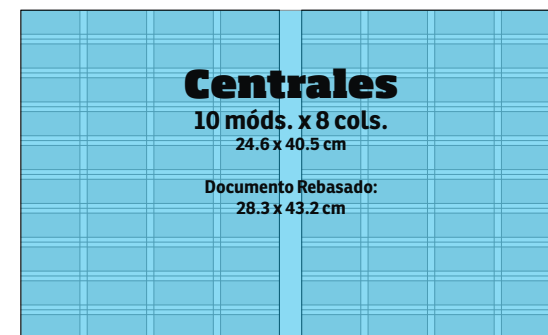 Centrales
10 móds. x 8 cols.
24.6 x 40.5 cm
Documento Rebasado:
28.3 x 43.2 cm